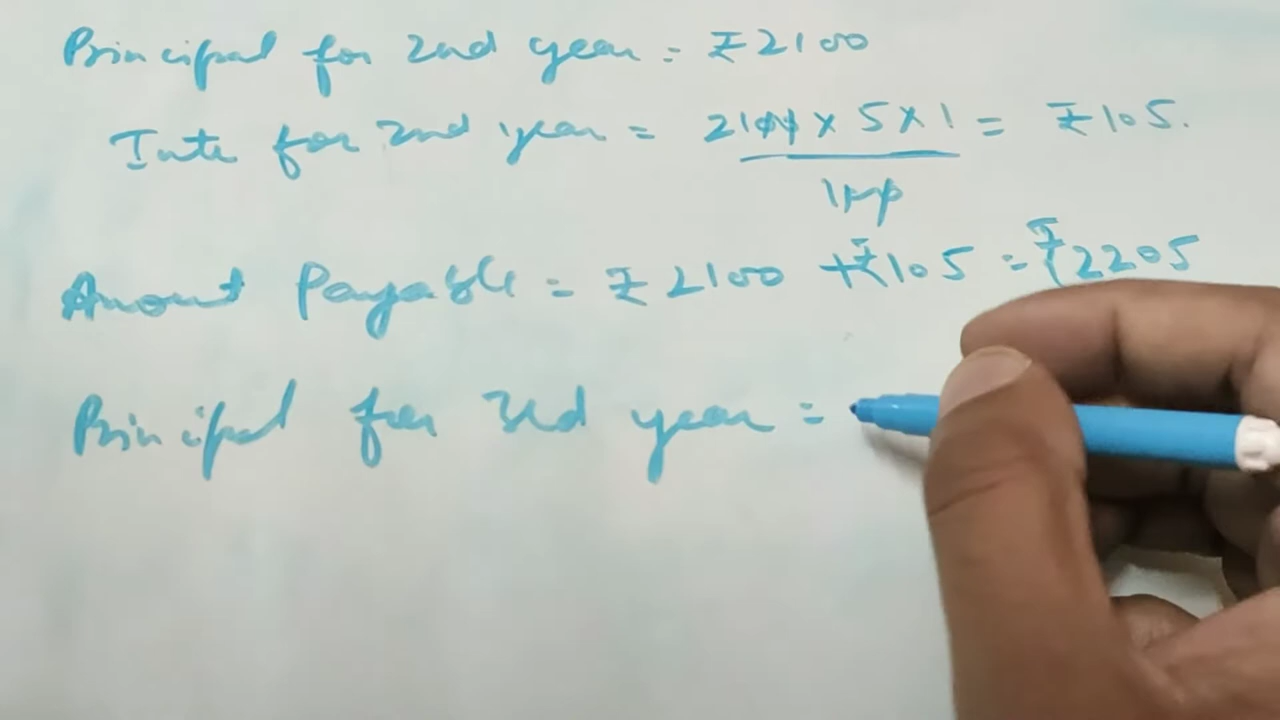 Principal for 2nd year = ₹2100
Inte for 2nd year = 2100 x 5 x 1 = ₹105.
100
Amount Payable = ₹2100 + ₹105 = ₹2205
Principal for 3rd year =